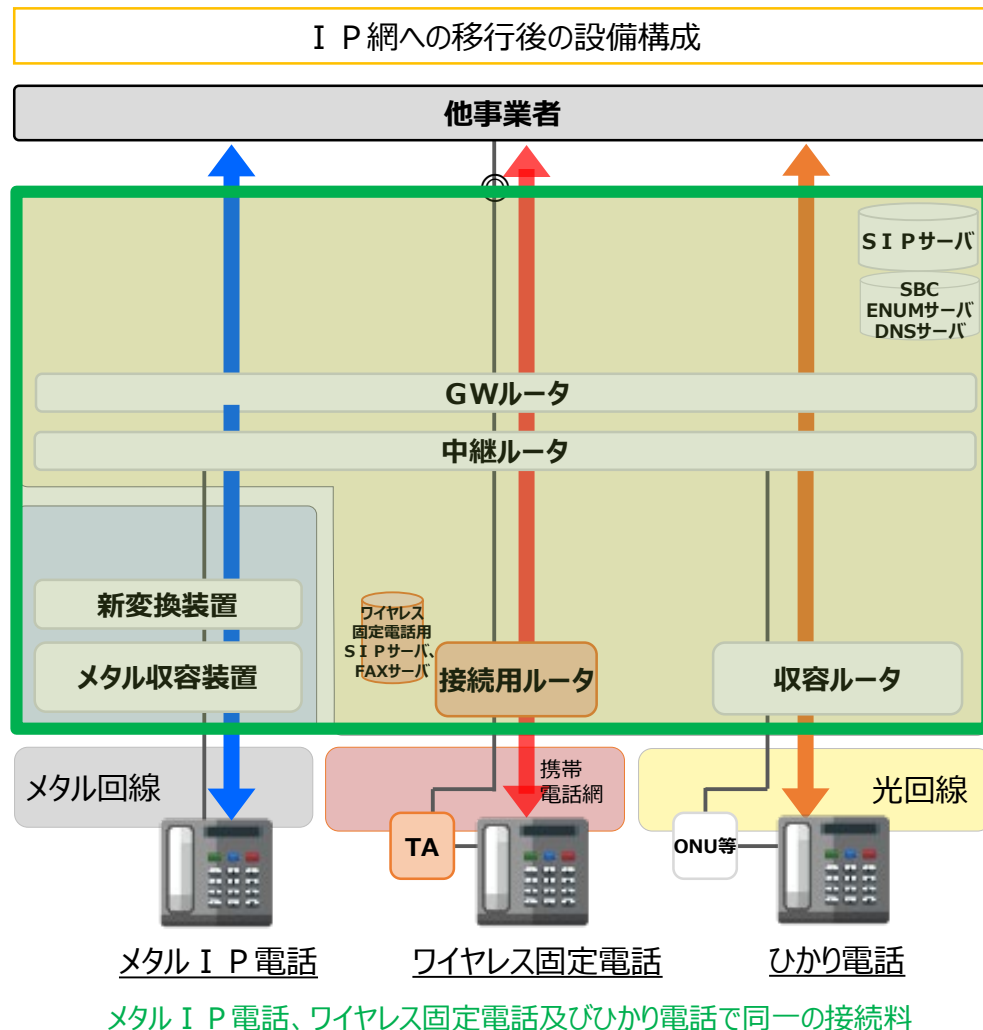 ＩＰ網への移行後の設備構成
他事業者
ＳＩＰサーバ
SBC
ENUMサーバ
DNSサーバ
ＧＷルータ
中継ルータ
新変換装置
メタル収容装置
ワイヤレス
固定電話用
ＳＩＰサーバ、
FAXサーバ
接続用ルータ
収容ルータ
メタル回線
携帯
電話網
光回線
TA
ONU等
メタルＩＰ電話
ワイヤレス固定電話
ひかり電話
メタルＩＰ電話、ワイヤレス固定電話及びひかり電話で同一の接続料